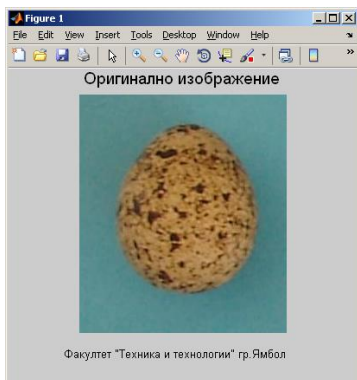 Figure 1
File Edit View Insert Tools Desktop Window Help
Оригинално изображение
Факултет "Техника и технологии" гр.Ямбол